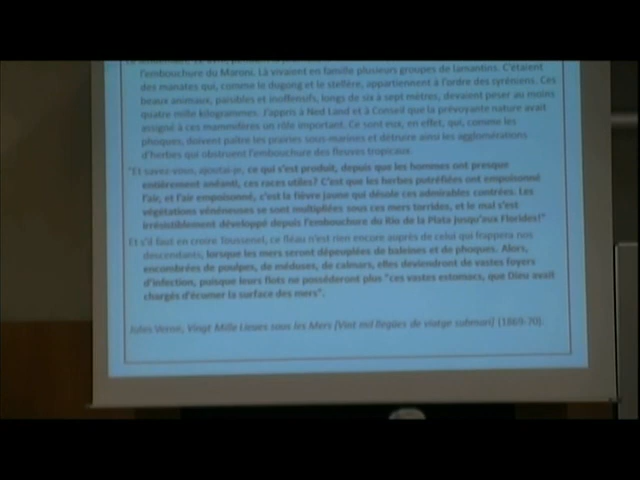 l'embouchure du Maroni. Là vivaient en famille plusieurs groupes de lamantins. C'étaient
des manates qui, comme le dugong et le stellère, appartiennent à l'ordre des syréniens. Ces
beaux animaux, paisibles et inoffensifs, longs de six à sept mètres, devaient peser au moins
quatre mille kilogrammes. J'appris à Ned Land et à Conseil que la prévoyante nature avait
assigné à ces mammifères un rôle important. Ce sont eux, en effet, qui, comme les
phoques, doivent paître les prairies sous-marines et détruire ainsi les agglomérations
d'herbes qui obstruent l'embouchure des fleuves tropicaux.
"Et savez-vous, ajoutai-je, ce qui s'est produit, depuis que les hommes ont presque
entièrement anéanti, ces races utiles? C'est que les herbes putréfiées ont empoisonné
l'air, et l'air empoisonné, c'est la fièvre jaune qui désole ces admirables contrées. Les
végétations vénéneuses se sont multipliées sous ces mers torrides, et le mal s'est
irrésistiblement développé depuis l'embouchure du Rio de la Plata jusqu'aux Florides!"
Et s'il faut en croire Toussenel, ce fléau n'est rien encore auprès de celui qui frappera nos
descendants, lorsque les mers seront dépeuplées de baleines et de phoques. Alors,
encombrées de poulpes, de méduses, de calmars, elles deviendront de vastes foyers
d'infection, puisque leurs flots ne posséderont plus "ces vastes estomacs, que Dieu avait
chargés d'écumer la surface des mers".
Jules Verne, Vingt Mille Lieues sous les Mers [Vint mil llegües de viatge submarí] (1869-70).